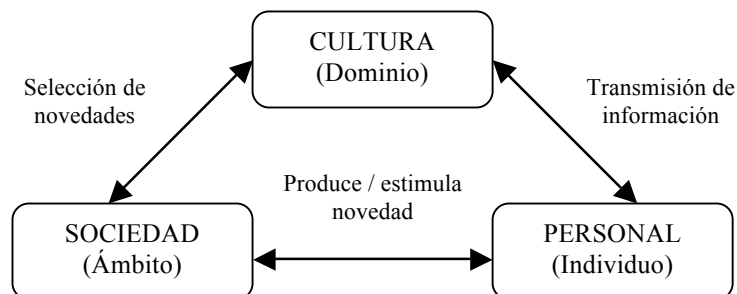 CULTURA
(Dominio)
Selección de
novedades
Transmisión de
información
Produce / estimula
novedad
SOCIEDAD
(Ámbito)
PERSONAL
(Individuo)